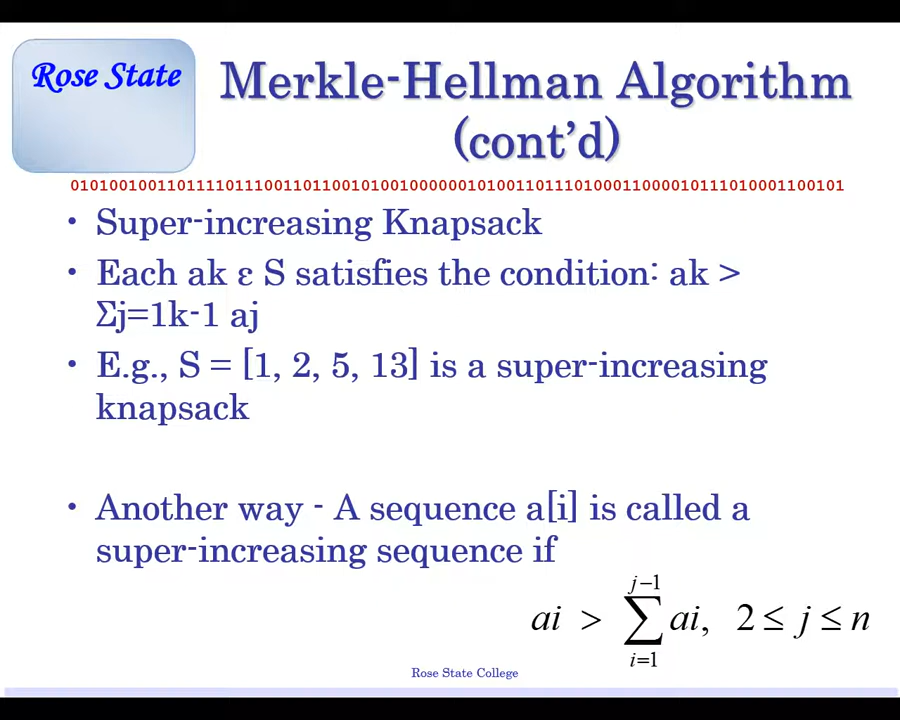 Rose State
Merkle-Hellman Algorithm
(cont'd)
01010010011011110111001101100101001000000101001101110100011000010111010001100101
• Super-increasing Knapsack
• Each ak ε S satisfies the condition: ak >
Σj=1k-1 aj
• E.g., S = [1, 2, 5, 13] is a super-increasing
knapsack
• Another way - A sequence a[i] is called a
super-increasing sequence if
ai > \sum_{i=1}^{j-1} ai, 2 ≤ j ≤ n
Rose State College